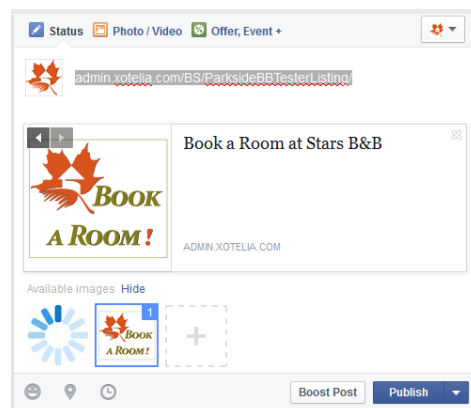 Status Photo / Video Offer, Event +
admin.xotelia.com/BS/ParksideBBTesterListing/
Book a Room at Stars B&B
BOOK
A ROOM!
ADMIN.XOTELIA.COM
Available images Hide
1
BOOK
A ROOM!
+
Boost Post Publish